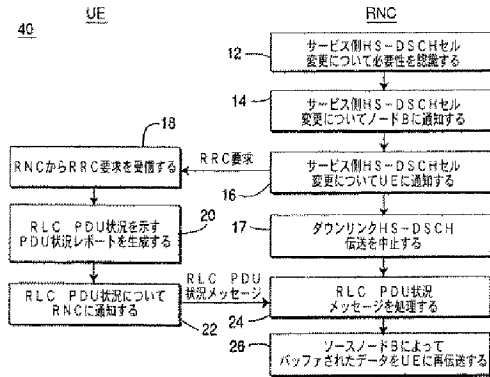 40
UE
RNC
12
サービス側HS-DSCHセル
変更について必要性を認識する
14
サービス側HS-DSCHセル
変更についてノードBに通知する
18
RNCからRRC要求を受信する
RRC要求
サービス側HS-DSCHセル
変更についてUEに通知する
16
20
RLC PDU状況を示す
PDU状況レポートを生成する
17
ダウンリンクHS-DSCH
伝送を中止する
RLC PDU状況について
RNCに通知する
22
RLC PDU
状況メッセージ
RLC PDU状況
メッセージを処理する
24
26
ソースノードBによって
バッファされたデータをUEに再伝送する